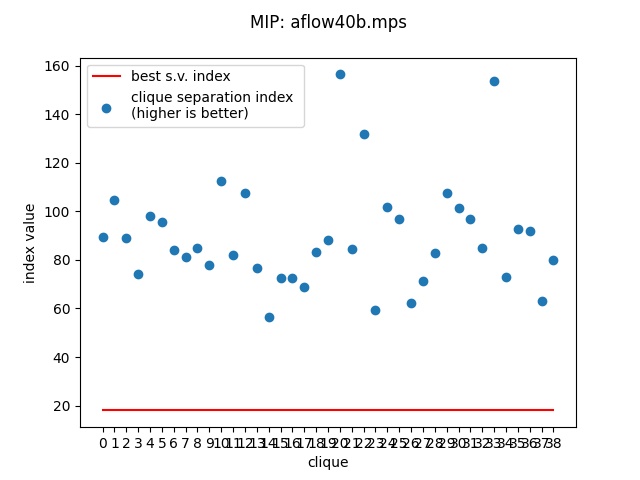 MIP: aflow40b.mps
best s.v. index
clique separation index
(higher is better)
160
140
120
100
80
60
40
20
index value
0 1 2 3 4 5 6 7 8 9 10 11 12 13 14 15 16 17 18 19 20 21 22 23 24 25 26 27 28 29 30 31 32 33 34 35 36 37 38
clique